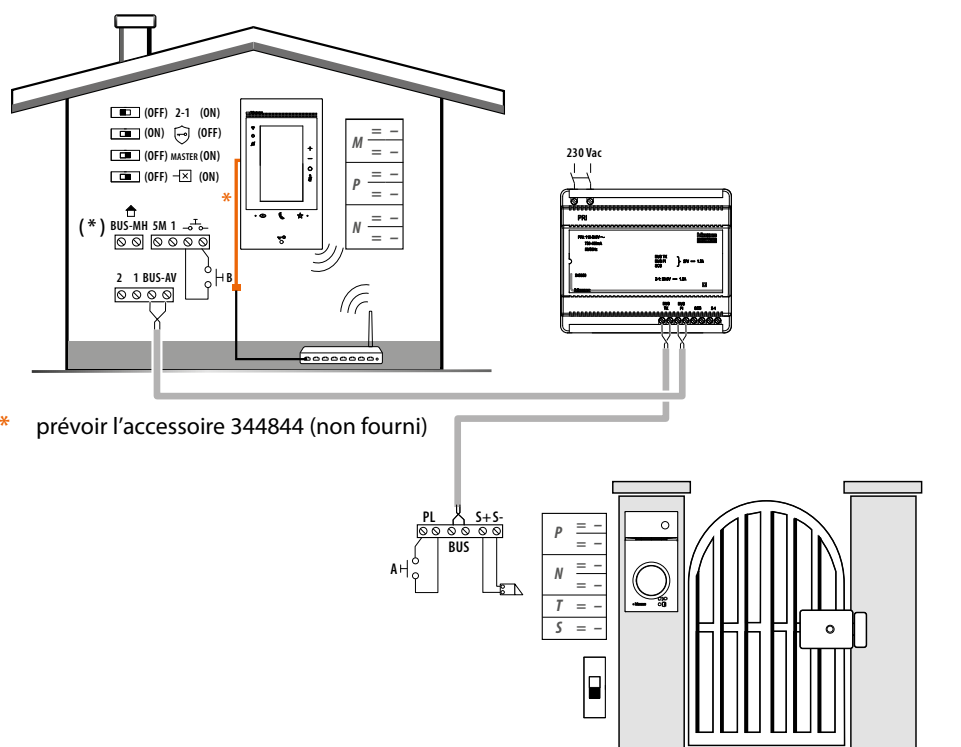 (OFF) 2-1 (ON)
(ON) (OFF)
(OFF) MASTER (ON)
(OFF) (ON)
M = -
= -
P = -
= -
N = -
= -
*
(*) BUS-MH 5M 1
2 1 BUS-AV
B
230 Vac
PRI
* prévoir l'accessoire 344844 (non fourni)
PL S+ S-
BUS
A
P = -
= -
N = -
= -
T = -
S = -